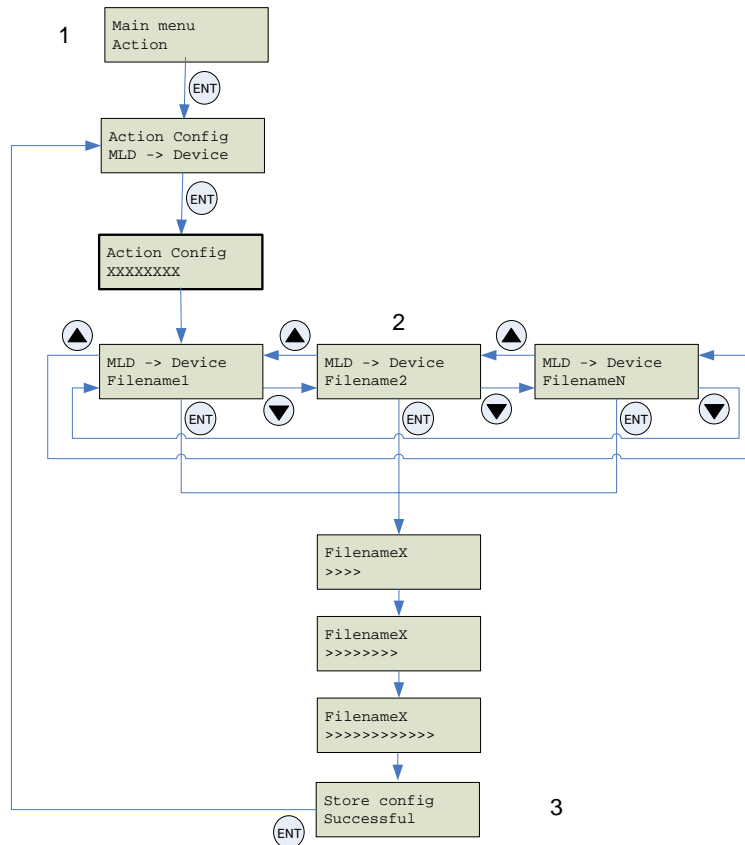 1
Main menu
Action
ENT
Action Config
MLD -> Device
ENT
Action Config
XXXXXXXX
2
MLD -> Device
Filename1
MLD -> Device
Filename2
MLD -> Device
FilenameN
ENT
ENT
ENT
FilenameX
>>>>
FilenameX
>>>>>>>>
FilenameX
>>>>>>>>>>>>
Store config
Successful
3
ENT